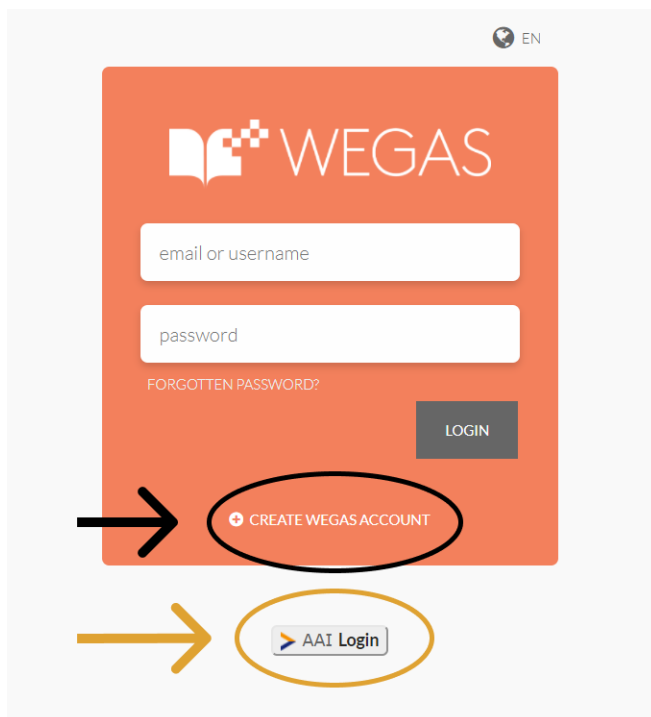 EN
WEGAS
email or username
password
FORGOTTEN PASSWORD?
LOGIN
CREATE WEGAS ACCOUNT
AAI Login